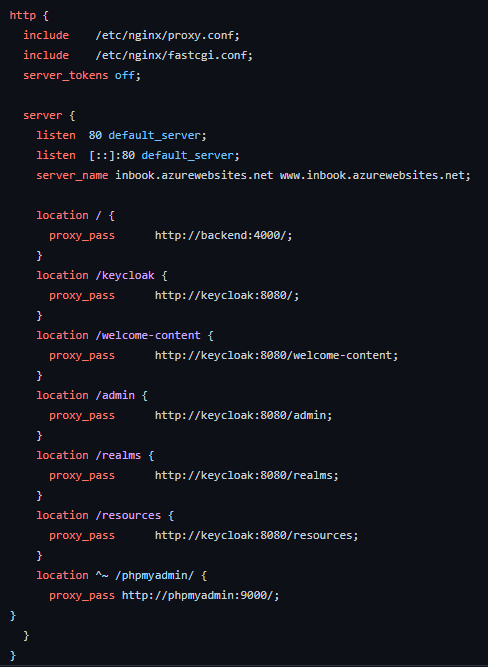 http {
  include    /etc/nginx/proxy.conf;
  include    /etc/nginx/fastcgi.conf;
  server_tokens off;
  server {
    listen  80 default_server;
    listen  [::]:80 default_server;
    server_name inbook.azurewebsites.net www.inbook.azurewebsites.net;
    location / {
      proxy_pass      http://backend:4000/;
    }
    location /keycloak {
      proxy_pass      http://keycloak:8080/;
    }
    location /welcome-content {
      proxy_pass      http://keycloak:8080/welcome-content;
    }
    location /admin {
      proxy_pass      http://keycloak:8080/admin;
    }
    location /realms {
      proxy_pass      http://keycloak:8080/realms;
    }
    location /resources {
      proxy_pass      http://keycloak:8080/resources;
    }
    location ^~ /phpmyadmin/ {
      proxy_pass http://phpmyadmin:9000/;
}
  }
}